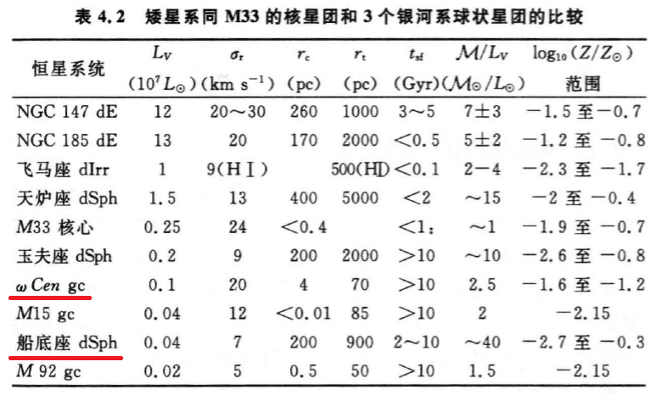 表 4.2 矮星系同 M33 的核星团和 3 个银河系球状星团的比较
恒星系统 L_V (10⁷L⊙) σ_r (km s⁻¹) r_c (pc) r_t (pc) t_sf (Gyr) M/L_V (M⊙/L⊙) log₁₀(Z/Z⊙) 范围
NGC 147 dE 12 20～30 260 1000 3～5 7±3 －1.5 至－0.7
NGC 185 dE 13 20 170 2000 <0.5 5±2 －1.2 至－0.8
飞马座 dIrr 1 9(HⅠ) 500(HⅠ) <0.1 2－4 －2.3 至－1.7
天炉座 dSph 1.5 13 400 5000 <2 ～15 －2 至－0.4
M33 核心 0.25 24 <0.4 <1: ～1 －1.9 至－0.7
玉夫座 dSph 0.2 9 200 2000 >10 ～10 －2.6 至－0.8
ω Cen gc 0.1 20 4 70 >10 2.5 －1.6 至－1.2
M15 gc 0.04 12 <0.01 85 >10 2 －2.15
船底座 dSph 0.04 7 200 900 2～10 ～40 －2.7 至－0.3
M 92 gc 0.02 5 0.5 50 >10 1.5 －2.15